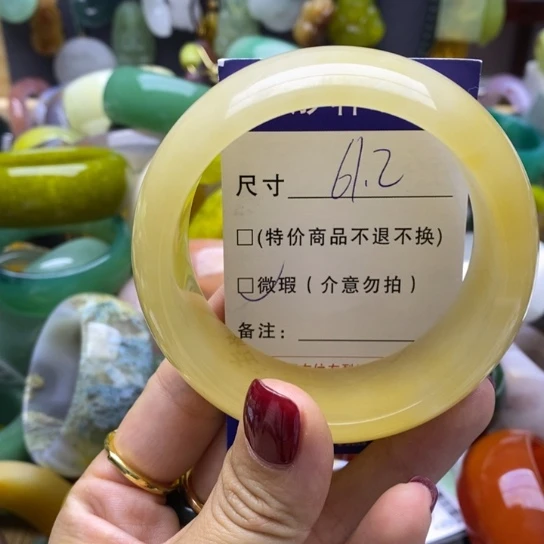 尺寸 61.2
□(特价商品不退不换)
□微瑕(介意勿拍)
备注: